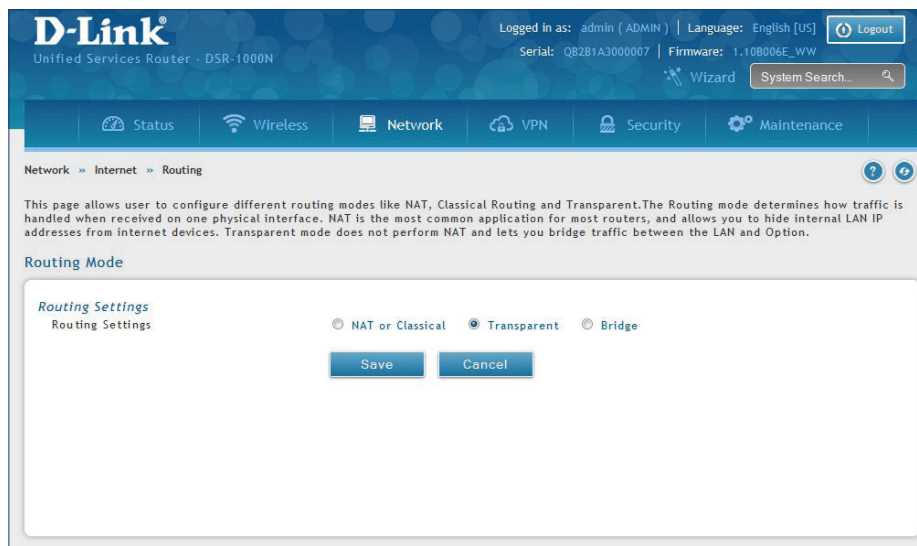 D-Link
Unified Services Router - DSR-1000N
Logged in as: admin ( ADMIN ) | Language: English [US]
Logout
Serial: QB2B1A3000007 | Firmware: 1.10B006E_WW
Wizard
System Search...
Status
Wireless
Network
VPN
Security
Maintenance
Network » Internet » Routing
?
This page allows user to configure different routing modes like NAT, Classical Routing and Transparent.The Routing mode determines how traffic is
handled when received on one physical interface. NAT is the most common application for most routers, and allows you to hide internal LAN IP
addresses from internet devices. Transparent mode does not perform NAT and lets you bridge traffic between the LAN and Option.
Routing Mode
Routing Settings
Routing Settings
NAT or Classical
Transparent
Bridge
Save
Cancel